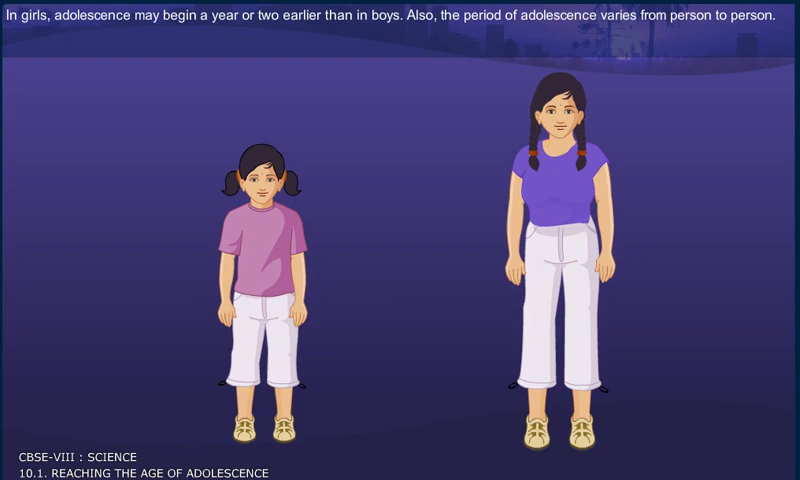 In girls, adolescence may begin a year or two earlier than in boys. Also, the period of adolescence varies from person to person.
CBSE-VIII : SCIENCE
10.1. REACHING THE AGE OF ADOLESCENCE